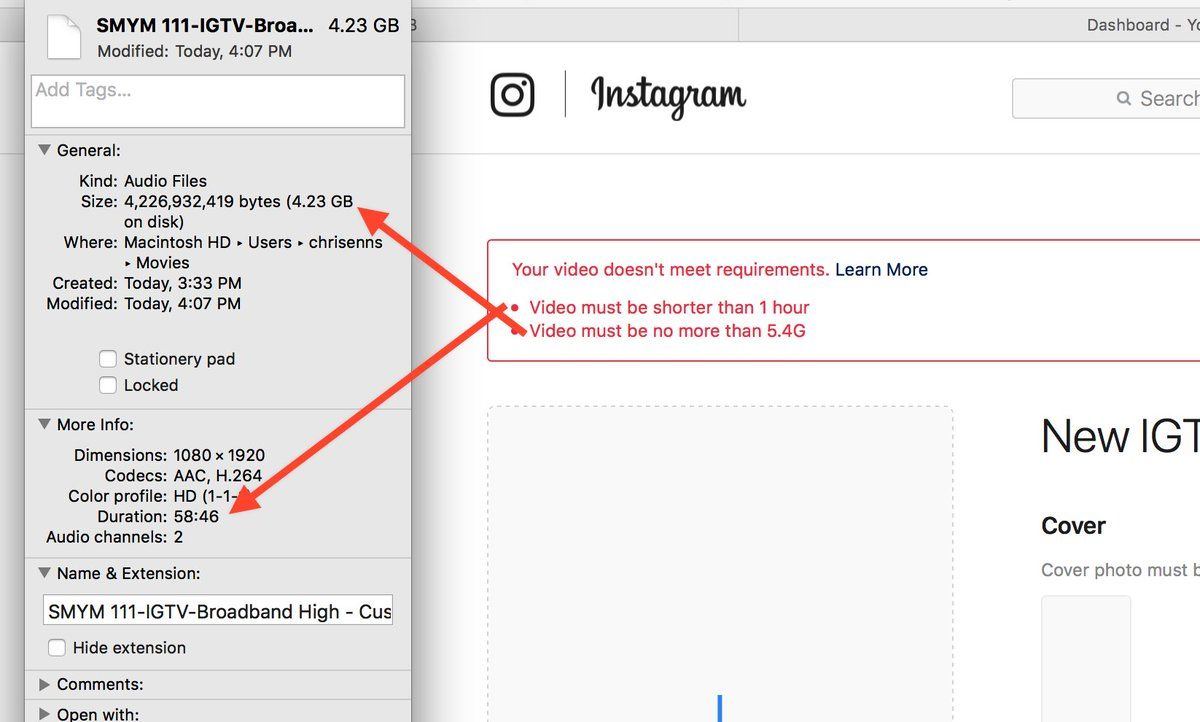 SMYM 111-IGTV-Broa... 4.23 GB
Modified: Today, 4:07 PM
Add Tags...
General:
Kind: Audio Files
Size: 4,226,932,419 bytes (4.23 GB
on disk)
Where: Macintosh HD ▸ Users ▸ chrisenns
▸ Movies
Created: Today, 3:33 PM
Modified: Today, 4:07 PM
Stationery pad
Locked
More Info:
Dimensions: 1080 × 1920
Codecs: AAC, H.264
Color profile: HD (1-1-
Duration: 58:46
Audio channels: 2
Name & Extension:
SMYM 111-IGTV-Broadband High - Cus
Hide extension
Comments:
Open with:
Dashboard - Yo
Instagram
Search
Your video doesn't meet requirements. Learn More
• Video must be shorter than 1 hour
• Video must be no more than 5.4G
New IGT
Cover
Cover photo must b